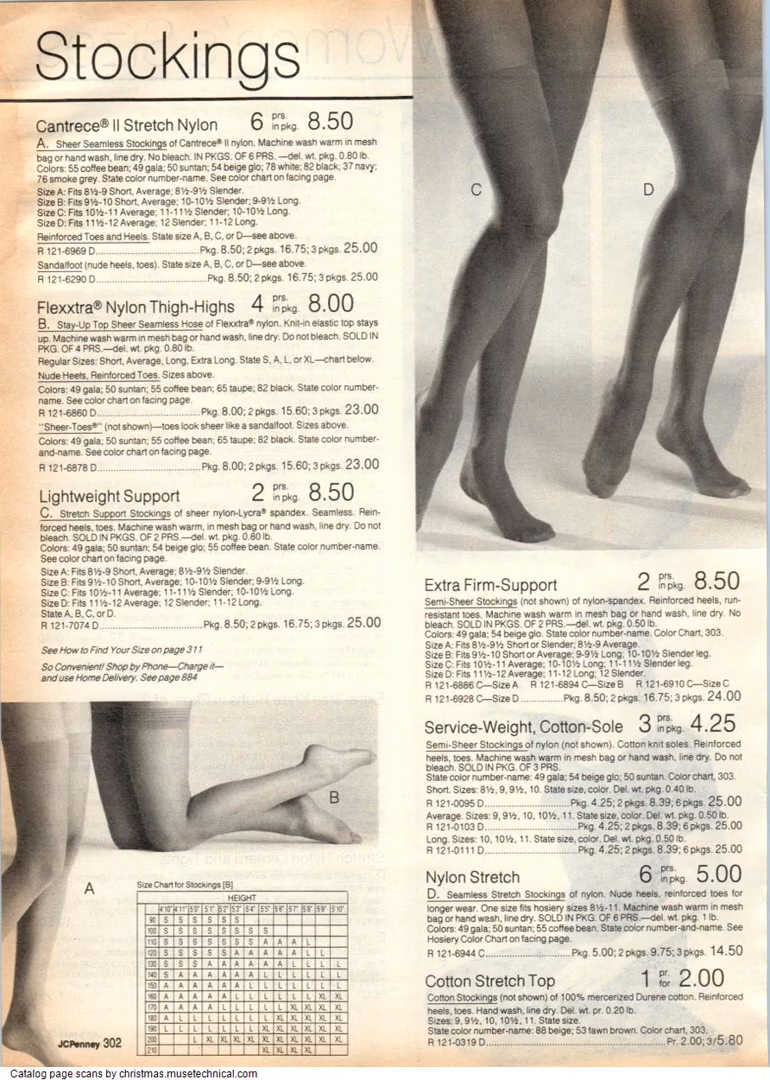 Stockings
Cantrece® II Stretch Nylon 6 prs. in pkg. 8.50
A. Sheer Seamless Stockings of Cantrece® II nylon. Machine wash warm in mesh
bag or hand wash, line dry. No bleach. IN PKGS. OF 6 PRS. —del. wt. pkg. 0.80 lb.
Colors: 55 coffee bean; 49 gala; 50 suntan; 54 beige glo; 78 white; 82 black; 37 navy;
76 smoke grey. State color number-name. See color chart on facing page.
Size A: Fits 8½-9 Short, Average; 8½-9½ Slender.
Size B: Fits 9½-10 Short, Average; 10-10½ Slender; 9-9½ Long.
Size C: Fits 10½-11 Average; 11-11½ Slender; 10-10½ Long.
Size D: Fits 11½-12 Average; 12 Slender; 11-12 Long.
Reinforced Toes and Heels. State size A, B, C, or D—see above.
R 121-6969 D..........Pkg. 8.50; 2 pkgs. 16.75; 3 pkgs. 25.00
Sandalfoot (nude heels, toes). State size A, B, C, or D—see above.
R 121-6290 D..........Pkg. 8.50; 2 pkgs. 16.75; 3 pkgs. 25.00
Flexxtra® Nylon Thigh-Highs 4 prs. in pkg. 8.00
B. Stay-Up Top Sheer Seamless Hose of Flexxtra® nylon. Knit-in elastic top stays
up. Machine wash warm in mesh bag or hand wash, line dry. Do not bleach. SOLD IN
PKG. OF 4 PRS.—del. wt. pkg. 0.80 lb.
Regular Sizes: Short, Average, Long, Extra Long. State S, A, L, or XL—chart below.
Nude Heels, Reinforced Toes. Sizes above.
Colors: 49 gala; 50 suntan; 55 coffee bean; 65 taupe; 82 black. State color number-
name. See color chart on facing page.
R 121-6860 D..........Pkg. 8.00; 2 pkgs. 15.60; 3 pkgs. 23.00
"Sheer-Toes®" (not shown)—toes look sheer like a sandalfoot. Sizes above.
Colors: 49 gala; 50 suntan; 55 coffee bean; 65 taupe; 82 black. State color number-
and-name. See color chart on facing page.
R 121-6878 D..........Pkg. 8.00; 2 pkgs. 15.60; 3 pkgs. 23.00
Lightweight Support 2 prs. in pkg. 8.50
C. Stretch Support Stockings of sheer nylon-Lycra® spandex. Seamless. Rein-
forced heels, toes. Machine wash warm, in mesh bag or hand wash, line dry. Do not
bleach. SOLD IN PKGS. OF 2 PRS.—del. wt. pkg. 0.80 lb.
Colors: 49 gala; 50 suntan; 54 beige glo; 55 coffee bean. State color number-name.
See color chart on facing page.
Size A: Fits 8½-9 Short, Average; 8½-9½ Slender.
Size B: Fits 9½-10 Short, Average; 10-10½ Slender; 9-9½ Long.
Size C: Fits 10½-11 Average; 11-11½ Slender; 10-10½ Long.
Size D: Fits 11½-12 Average; 12 Slender; 11-12 Long.
State A, B, C, or D.
R 121-7074 D..........Pkg. 8.50; 2 pkgs. 16.75; 3 pkgs. 25.00
See How to Find Your Size on page 311
So Convenient! Shop by Phone—Charge it—
and use Home Delivery. See page 884
C
D
Extra Firm-Support 2 prs. in pkg. 8.50
Semi-Sheer Stockings (not shown) of nylon-spandex. Reinforced heels, run-
resistant toes. Machine wash warm in mesh bag or hand wash, line dry. No
bleach. SOLD IN PKGS. OF 2 PRS.—del. wt. pkg. 0.50 lb.
Colors: 49 gala; 54 beige glo. State color number-name. Color Chart, 303.
Size A: Fits 8½-9½ Short or Slender; 8½-9 Average.
Size B: Fits 9½-10 Short or Average; 9-9½ Long; 10-10½ Slender leg.
Size C: Fits 10½-11 Average; 10-10½ Long; 11-11½ Slender leg.
Size D: Fits 11½-12 Average; 11-12 Long; 12 Slender.
R 121-6886 C—Size A R 121-6894 C—Size B R 121-6910 C—Size C
R 121-6928 C—Size D..........Pkg. 8.50; 2 pkgs. 16.75; 3 pkgs. 24.00
Service-Weight, Cotton-Sole 3 prs. in pkg. 4.25
Semi-Sheer Stockings of nylon (not shown). Cotton knit soles. Reinforced
heels, toes. Machine wash warm in mesh bag or hand wash, line dry. Do not
bleach. SOLD IN PKG. OF 3 PRS.
State color number-name: 49 gala; 54 beige glo; 50 suntan. Color chart, 303.
Short. Sizes: 8½, 9, 9½, 10. State size, color. Del. wt. pkg. 0.40 lb.
R 121-0095 D..........Pkg. 4.25; 2 pkgs. 8.39; 6 pkgs. 25.00
Average. Sizes: 9, 9½, 10, 10½, 11. State size, color. Del. wt. pkg. 0.50 lb.
R 121-0103 D..........Pkg. 4.25; 2 pkgs. 8.39; 6 pkgs. 25.00
Long. Sizes: 10, 10½, 11. State size, color. Del. wt. pkg. 0.50 lb.
R 121-0111 D..........Pkg. 4.25; 2 pkgs. 8.39; 6 pkgs. 25.00
Nylon Stretch 6 prs. in pkg. 5.00
D. Seamless Stretch Stockings of nylon. Nude heels, reinforced toes for
longer wear. One size fits hosiery sizes 8½-11. Machine wash warm in mesh
bag or hand wash, line dry. SOLD IN PKG. OF 6 PRS.—del. wt. pkg. 1 lb.
Colors: 49 gala; 50 suntan; 55 coffee bean. State color number-and-name. See
Hosiery Color Chart on facing page.
R 121-6944 C..........Pkg. 5.00; 2 pkgs. 9.75; 3 pkgs. 14.50
Cotton Stretch Top 1 pr. for 2.00
Cotton Stockings (not shown) of 100% mercerized Durene cotton. Reinforced
heels, toes. Hand wash, line dry. Del. wt. pr. 0.20 lb.
Sizes: 9, 9½, 10, 10½, 11. State size.
State color number-name: 88 beige; 53 fawn brown. Color chart, 303.
R 121-0319 D..........Pr. 2.00; 3/5.80
B
A
Size Chart for Stockings [B]
HEIGHT
4'10" 4'11" 5'0" 5'1" 5'2" 5'3" 5'4" 5'5" 5'6" 5'7" 5'8" 5'9" 5'10"
JCPenney 302
Catalog page scans by christmas.musetechnical.com